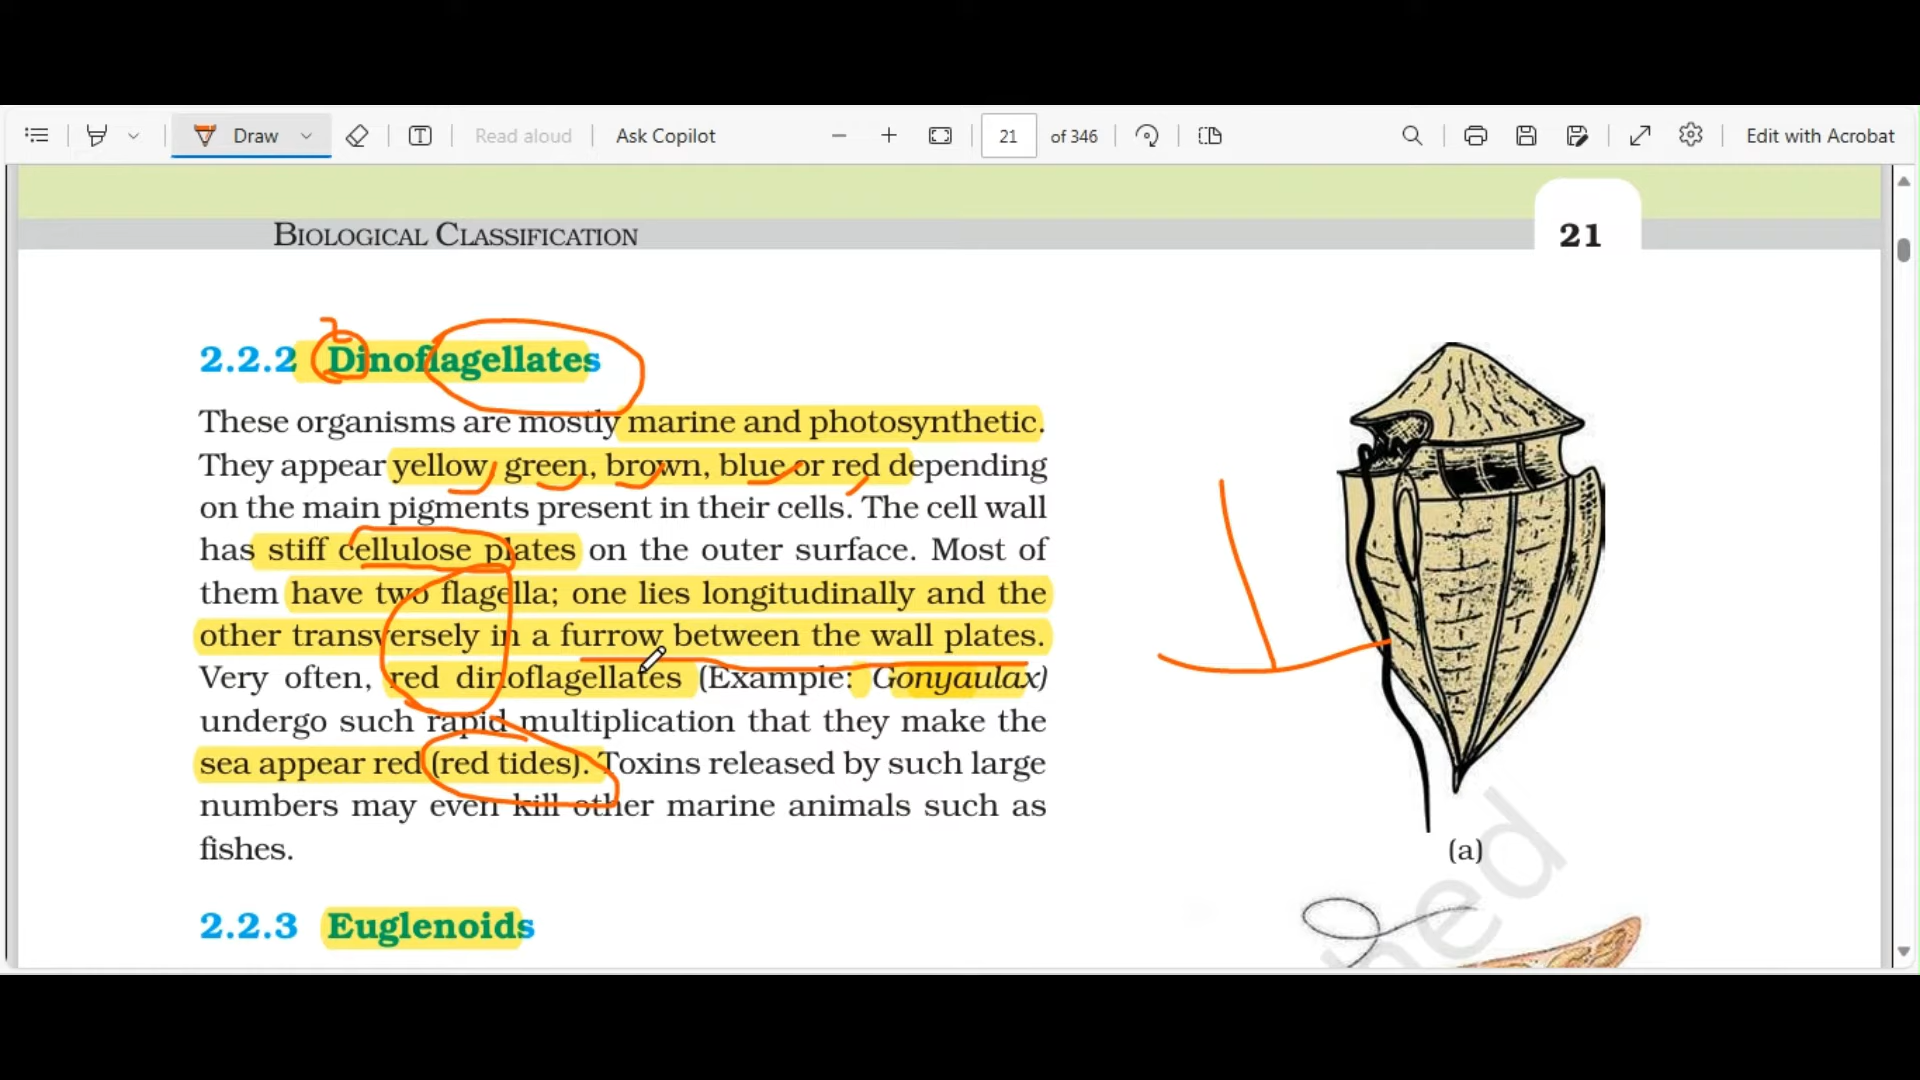 Draw
Read aloud
Ask Copilot
21
of 346
Edit with Acrobat
BIOLOGICAL CLASSIFICATION
21
2.2.2 Dinoflagellates
These organisms are mostly marine and photosynthetic.
They appear yellow, green, brown, blue or red depending
on the main pigments present in their cells. The cell wall
has stiff cellulose plates on the outer surface. Most of
them have two flagella; one lies longitudinally and the
other transversely in a furrow between the wall plates.
Very often, red dinoflagellates (Example: Gonyaulax)
undergo such rapid multiplication that they make the
sea appear red (red tides). Toxins released by such large
numbers may even kill other marine animals such as
fishes.
(a)
2.2.3 Euglenoids